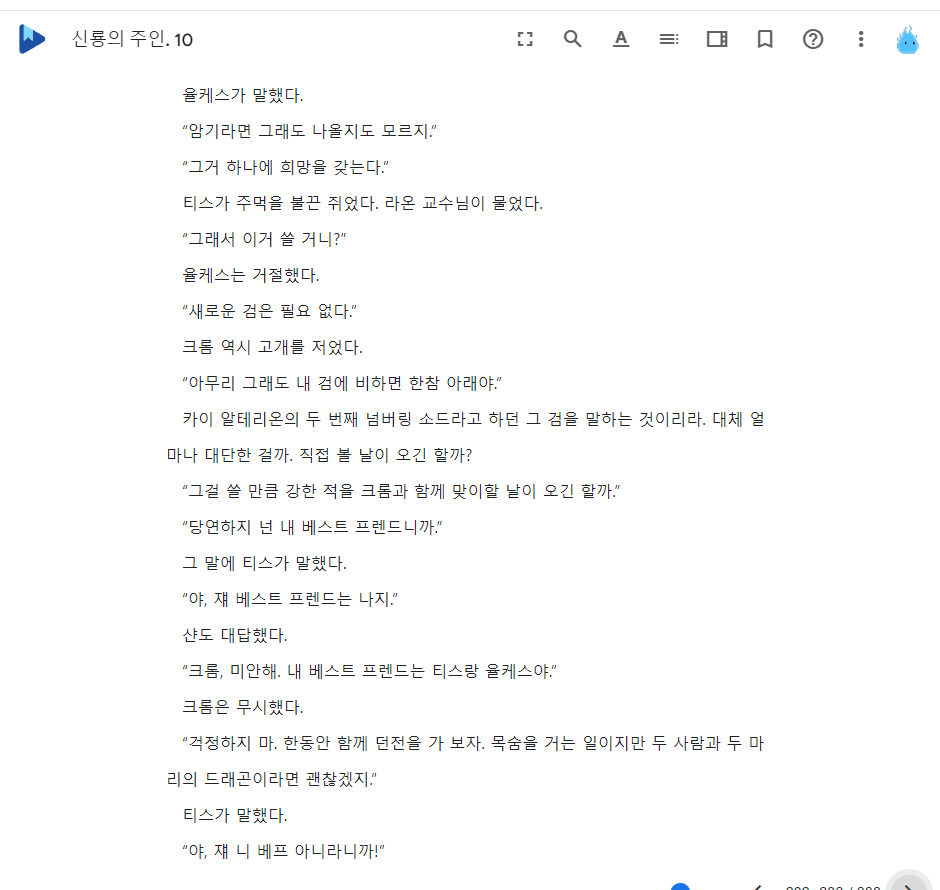 신룡의 주인. 10
율케스가 말했다.
“암기라면 그래도 나올지도 모르지.”
“그거 하나에 희망을 갖는다.”
티스가 주먹을 불끈 쥐었다. 라온 교수님이 물었다.
“그래서 이거 쓸 거니?”
율케스는 거절했다.
“새로운 검은 필요 없다.”
크롬 역시 고개를 저었다.
“아무리 그래도 내 검에 비하면 한참 아래야.”
카이 알테리온의 두 번째 넘버링 소드라고 하던 그 검을 말하는 것이리라. 대체 얼
마나 대단한 걸까. 직접 볼 날이 오긴 할까?
“그걸 쓸 만큼 강한 적을 크롬과 함께 맞이할 날이 오긴 할까.”
“당연하지 넌 내 베스트 프렌드니까.”
그 말에 티스가 말했다.
“야, 쟤 베스트 프렌드는 나지.”
샨도 대답했다.
“크롬, 미안해. 내 베스트 프렌드는 티스랑 율케스야.”
크롬은 무시했다.
“걱정하지 마. 한동안 함께 던전을 가 보자. 목숨을 거는 일이지만 두 사람과 두 마
리의 드래곤이라면 괜찮겠지.”
티스가 말했다.
“야, 쟤 니 베프 아니라니까!”